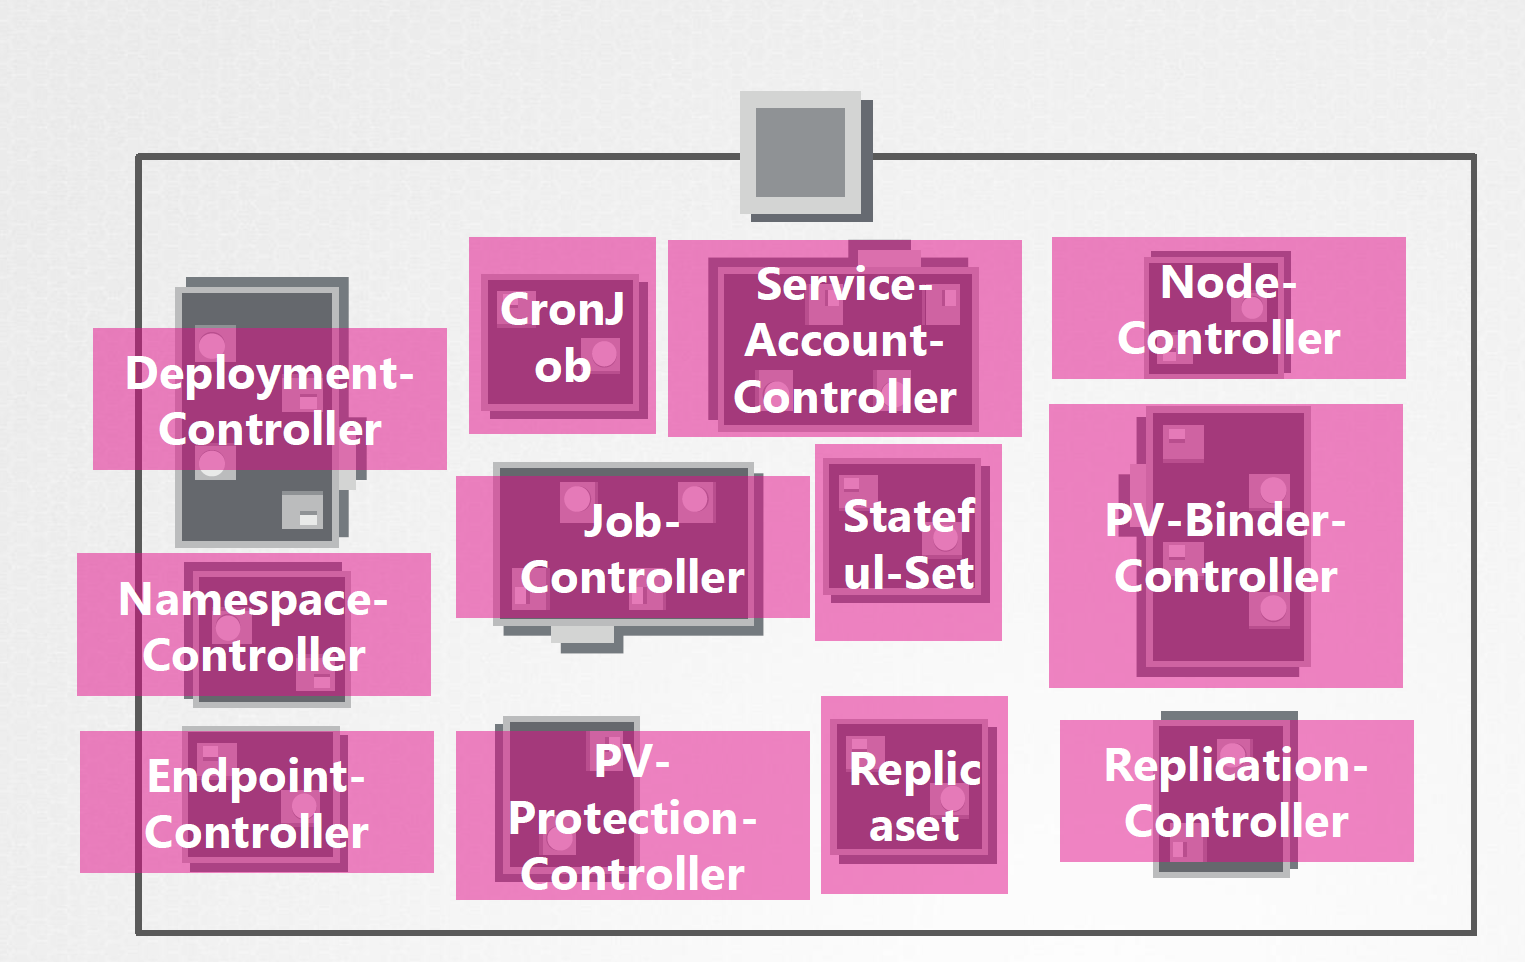 CronJ
ob
Service-
Account-
Controller
Node-
Controller
Deployment-
Controller
Job-
Controller
Statef
ul-Set
PV-Binder-
Controller
Namespace-
Controller
Endpoint-
Controller
PV-
Protection-
Controller
Replic
aset
Replication-
Controller